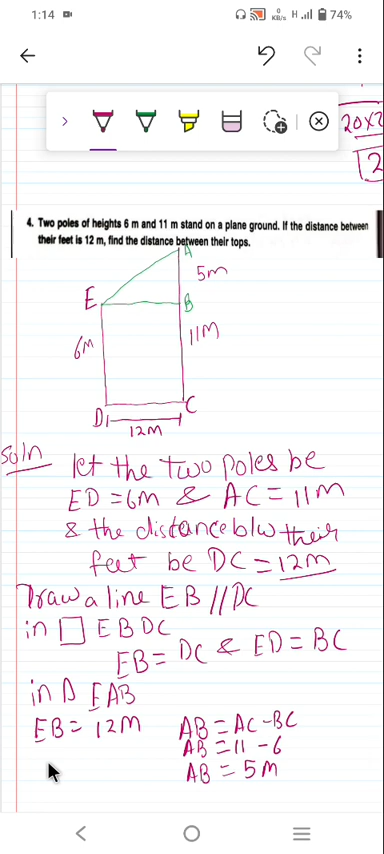 1:14
0
KB/s
H
74%
20x2
2
4. Two poles of heights 6 m and 11 m stand on a plane ground. If the distance between
their feet is 12 m, find the distance between their tops.
A
5m
E
B
6M
11M
D
C
12M
Soln
let the two poles be
ED = 6M & AC = 11M
& the distance b/w their
feet be DC = 12M
Draw a line EB // DC
in □ EBDC
EB = DC & ED = BC
in Δ EAB
EB = 12M
AB = AC - BC
AB = 11 - 6
AB = 5M